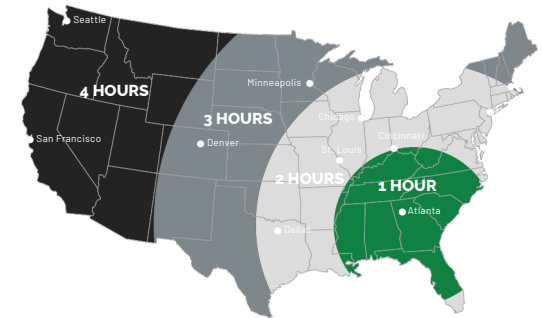 Seattle
4 HOURS
Minneapolis
3 HOURS
Chicago
San Francisco
Denver
Cincinnati
St. Louis
2 HOURS
1 HOUR
Atlanta
Dallas